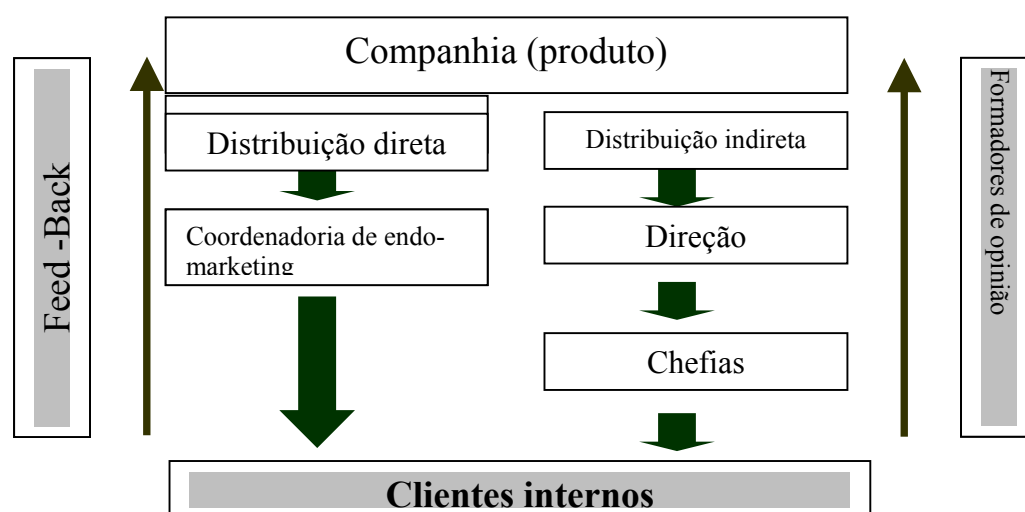 Companhia (produto)
Feed -Back
Distribuição direta
Distribuição indireta
Formadores de opinião
Coordenadoria de endo-
marketing
Direção
Chefias
Clientes internos